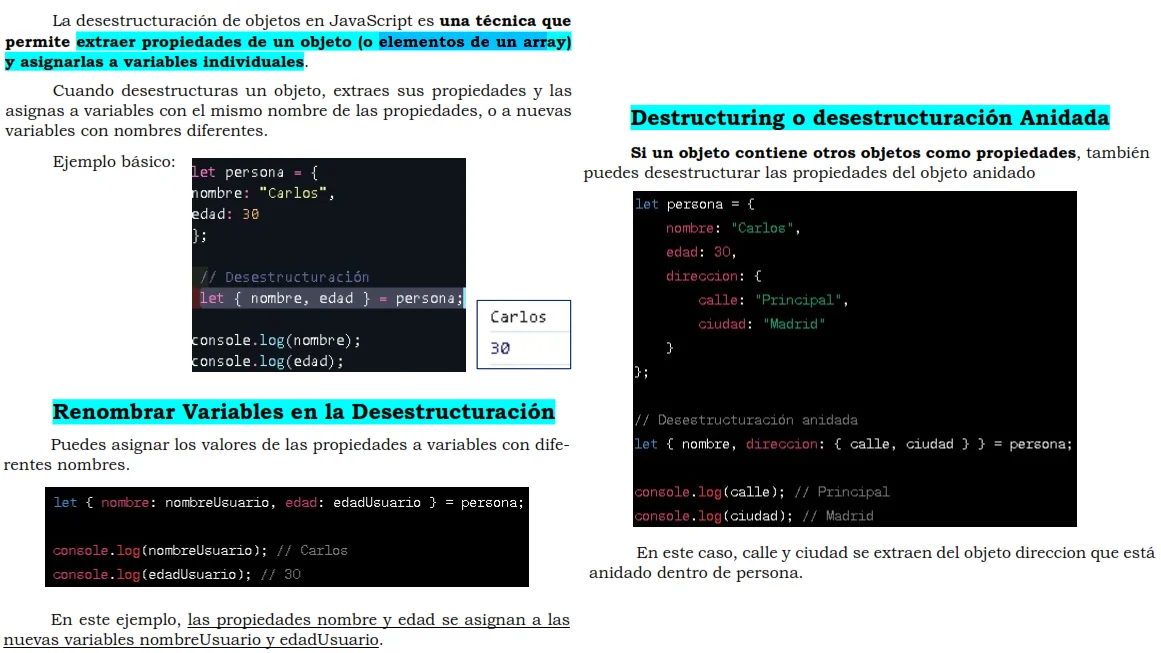 La desestructuración de objetos en JavaScript es una técnica que
permite extraer propiedades de un objeto (o elementos de un array)
y asignarlas a variables individuales.
Cuando desestructuras un objeto, extraes sus propiedades y las
asignas a variables con el mismo nombre de las propiedades, o a nuevas
variables con nombres diferentes.
Ejemplo básico:
let persona = {
nombre: "Carlos",
edad: 30
};
// Desestructuración
let { nombre, edad } = persona;
console.log(nombre);
console.log(edad);
Carlos
30
Renombrar Variables en la Desestructuración
Puedes asignar los valores de las propiedades a variables con dife-
rentes nombres.
let { nombre: nombreUsuario, edad: edadUsuario } = persona;
console.log(nombreUsuario); // Carlos
console.log(edadUsuario); // 30
En este ejemplo, las propiedades nombre y edad se asignan a las
nuevas variables nombreUsuario y edadUsuario.
Destructuring o desestructuración Anidada
Si un objeto contiene otros objetos como propiedades, también
puedes desestructurar las propiedades del objeto anidado
let persona = {
nombre: "Carlos",
edad: 30,
direccion: {
calle: "Principal",
ciudad: "Madrid"
}
};
// Desestructuración anidada
let { nombre, direccion: { calle, ciudad } } = persona;
console.log(calle); // Principal
console.log(ciudad); // Madrid
En este caso, calle y ciudad se extraen del objeto direccion que está
anidado dentro de persona.